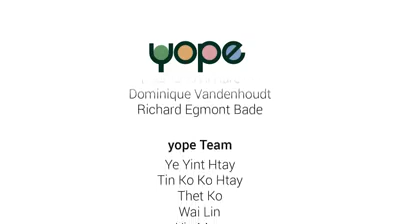 yope
Dominique Vandenhoudt
Richard Egmont Bade
yope Team
Ye Yint Htay
Tin Ko Ko Htay
Thet Ko
Wai Lin